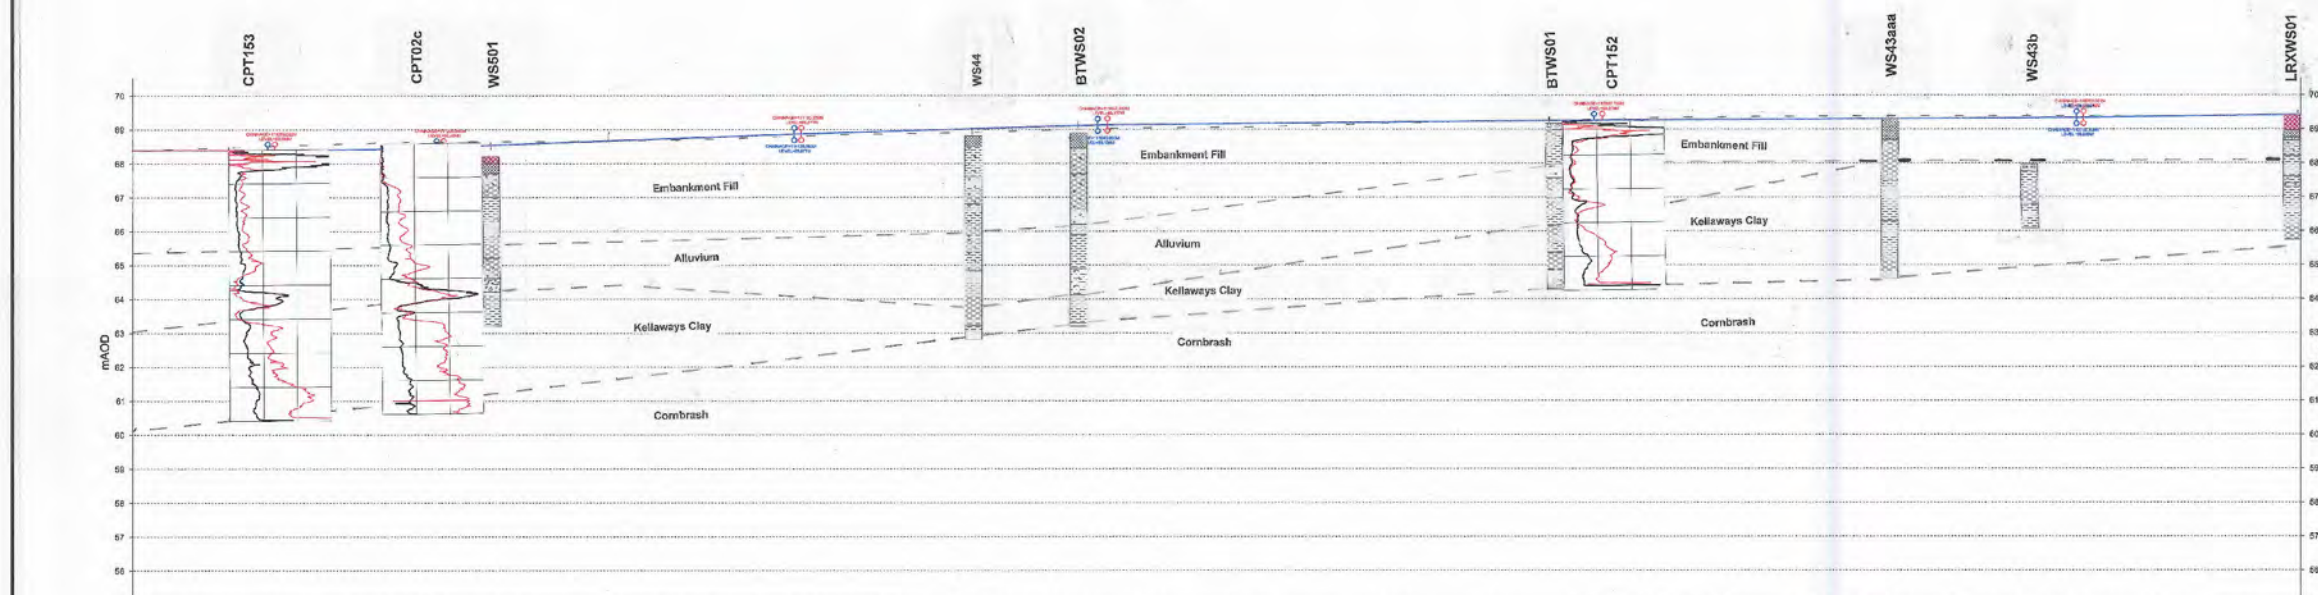 CPT153
CPT02c
WS501
WS44
BTWS02
BTWS01
CPT152
WS43aaa
WS43b
LRXWS01
mAOD
70
69
68
67
66
65
64
63
62
61
60
59
58
57
56
Embankment Fill
Embankment Fill
Embankment Fill
Alluvium
Alluvium
Kellaways Clay
Kellaways Clay
Kellaways Clay
Cornbrash
Cornbrash
Cornbrash